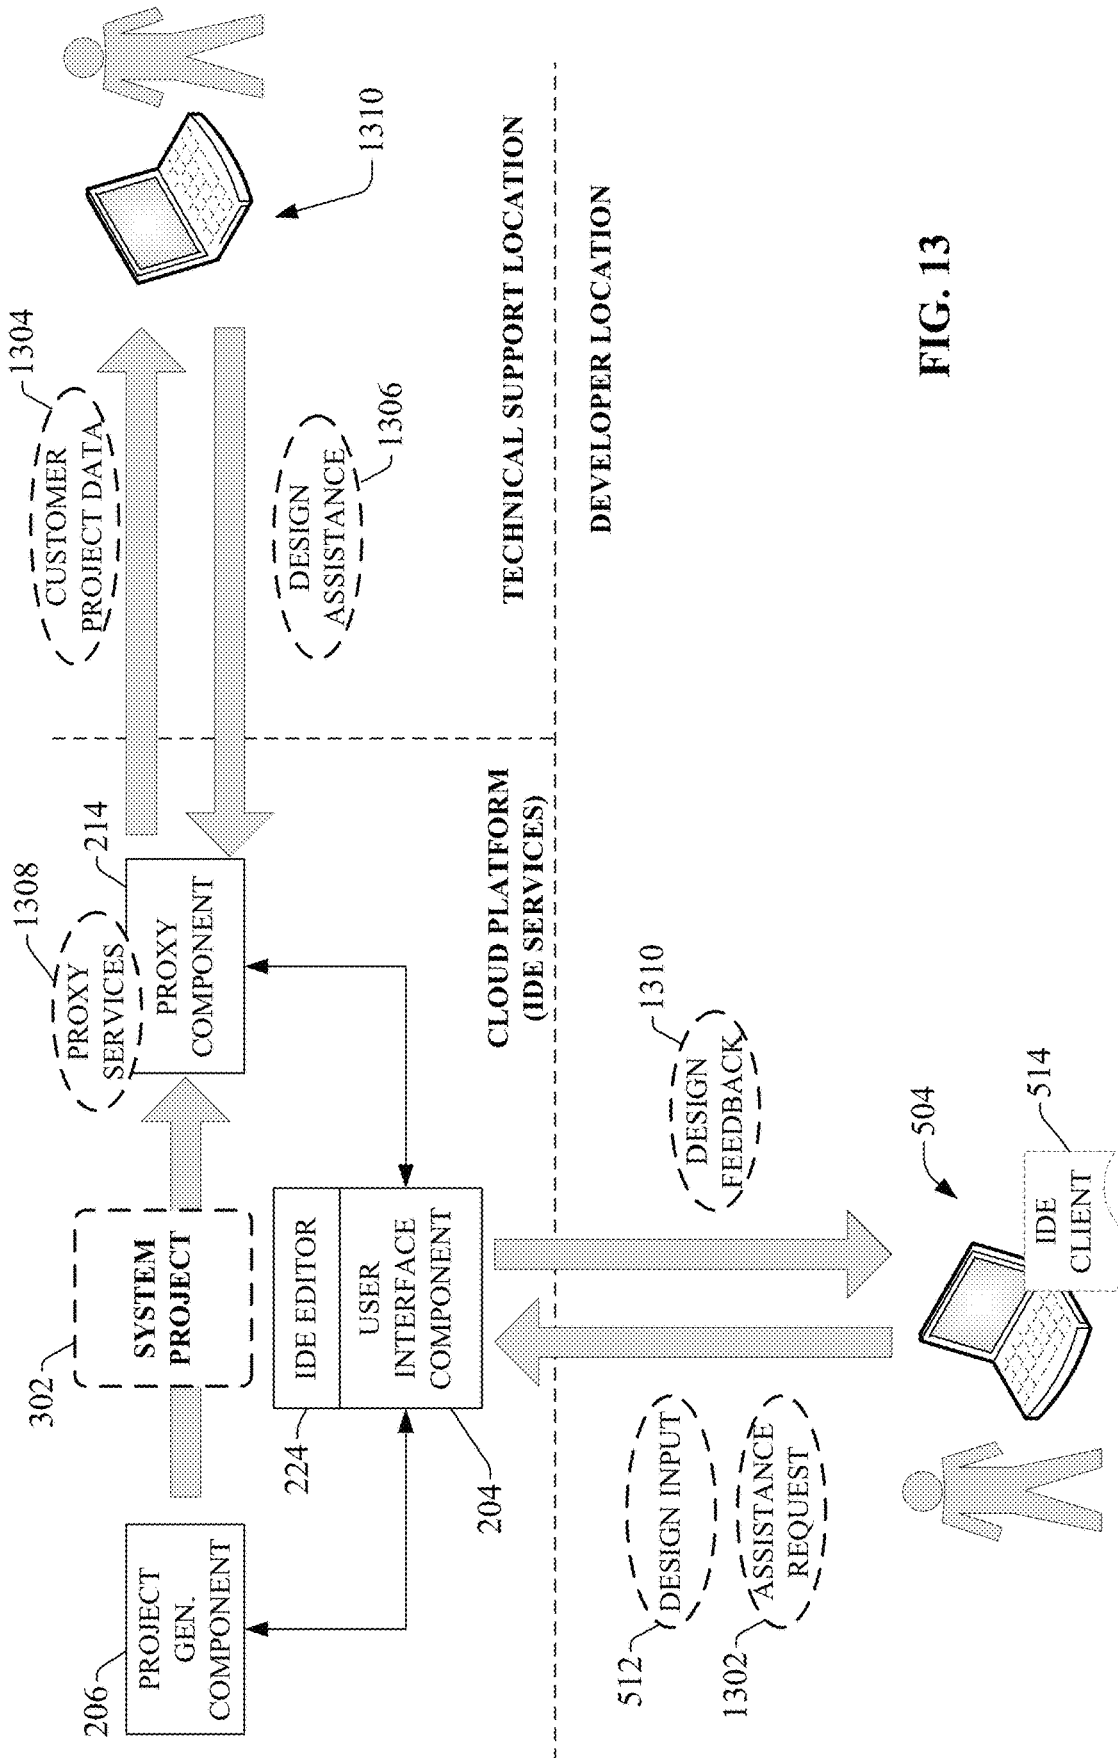 206
PROJECT
GEN.
COMPONENT
302
SYSTEM
PROJECT
1308
PROXY
SERVICES
214
PROXY
COMPONENT
1304
CUSTOMER
PROJECT DATA
1310
DESIGN
ASSISTANCE
1306
224
IDE EDITOR
USER
INTERFACE
COMPONENT
204
CLOUD PLATFORM
(IDE SERVICES)
TECHNICAL SUPPORT LOCATION
DEVELOPER LOCATION
512
DESIGN INPUT
1302
ASSISTANCE
REQUEST
DESIGN
FEEDBACK
1310
504
IDE
CLIENT
514
FIG. 13